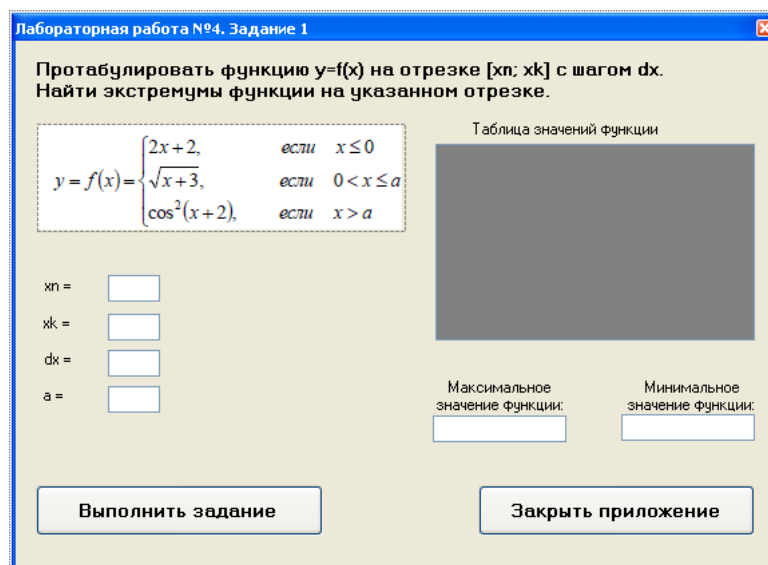 Лабораторная работа №4. Задание 1
Протабулировать функцию y=f(x) на отрезке [xn; xk] с шагом dx.
Найти экстремумы функции на указанном отрезке.
y = f(x) = {
2x + 2, если x ≤ 0
√x + 3, если 0 < x ≤ a
cos²(x + 2), если x > a
xn =
xk =
dx =
a =
Таблица значений функции
Максимальное
значение функции:
Минимальное
значение функции:
Выполнить задание
Закрыть приложение